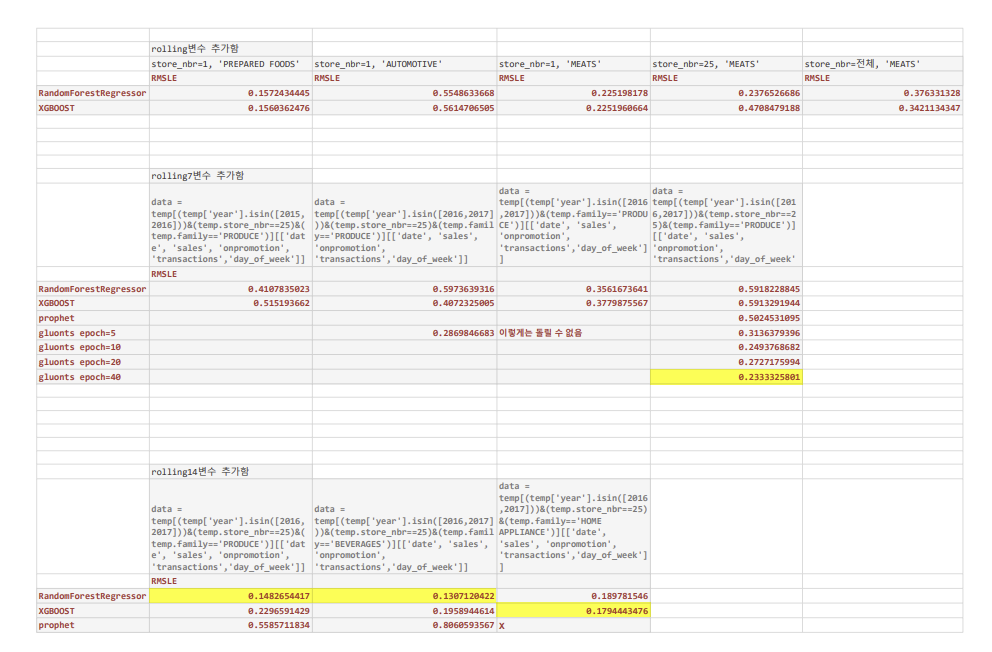 rolling변수 추가함
store_nbr=1, 'PREPARED FOODS' store_nbr=1, 'AUTOMOTIVE' store_nbr=1, 'MEATS' store_nbr=25, 'MEATS' store_nbr=전체, 'MEATS'
RMSLE RMSLE RMSLE RMSLE RMSLE
RandomForestRegressor 0.1572434445 0.5548633668 0.225198178 0.2376526686 0.376331328
XGBOOST 0.1560362476 0.5614706505 0.2251960664 0.4708479188 0.3421134347
rolling7변수 추가함
data =
temp[(temp['year'].isin([2015,
2016]))&(temp.store_nbr==25)&(
temp.family=='PRODUCE')][['dat
e', 'sales', 'onpromotion',
'transactions','day_of_week']]
data =
temp[(temp['year'].isin([2016,2017]
))&(temp.store_nbr==25)&(temp.famil
y=='PRODUCE')][['date', 'sales',
'onpromotion',
'transactions','day_of_week']]
data =
temp[(temp['year'].isin([2016
,2017]))&(temp.family=='PRODU
CE')][['date', 'sales',
'onpromotion',
'transactions','day_of_week']
]
data =
temp[(temp['year'].isin([201
6,2017]))&(temp.store_nbr==2
5)&(temp.family=='PRODUCE')]
[['date', 'sales',
'onpromotion',
'transactions','day_of_week'
RMSLE
RandomForestRegressor 0.4107835023 0.5973639316 0.3561673641 0.5918228845
XGBOOST 0.515193662 0.4072325005 0.3779875567 0.5913291944
prophet 0.5024531095
gluonts epoch=5 0.2869846683 이렇게는 돌릴 수 없음 0.3136379396
gluonts epoch=10 0.2493768682
gluonts epoch=20 0.2727175994
gluonts epoch=40 0.2333325801
rolling14변수 추가함
data =
temp[(temp['year'].isin([2016,
2017]))&(temp.store_nbr==25)&(
temp.family=='PRODUCE')][['dat
e', 'sales', 'onpromotion',
'transactions','day_of_week']]
data =
temp[(temp['year'].isin([2016,2017]
))&(temp.store_nbr==25)&(temp.famil
y=='BEVERAGES')][['date', 'sales',
'onpromotion',
'transactions','day_of_week']]
data =
temp[(temp['year'].isin([2016
,2017]))&(temp.store_nbr==25)
&(temp.family=='HOME
APPLIANCE')][['date',
'sales', 'onpromotion',
'transactions','day_of_week']
]
RMSLE
RandomForestRegressor 0.1482654417 0.1307120422 0.189781546
XGBOOST 0.2296591429 0.1958944614 0.1794443476
prophet 0.5585711834 0.8060593567 X